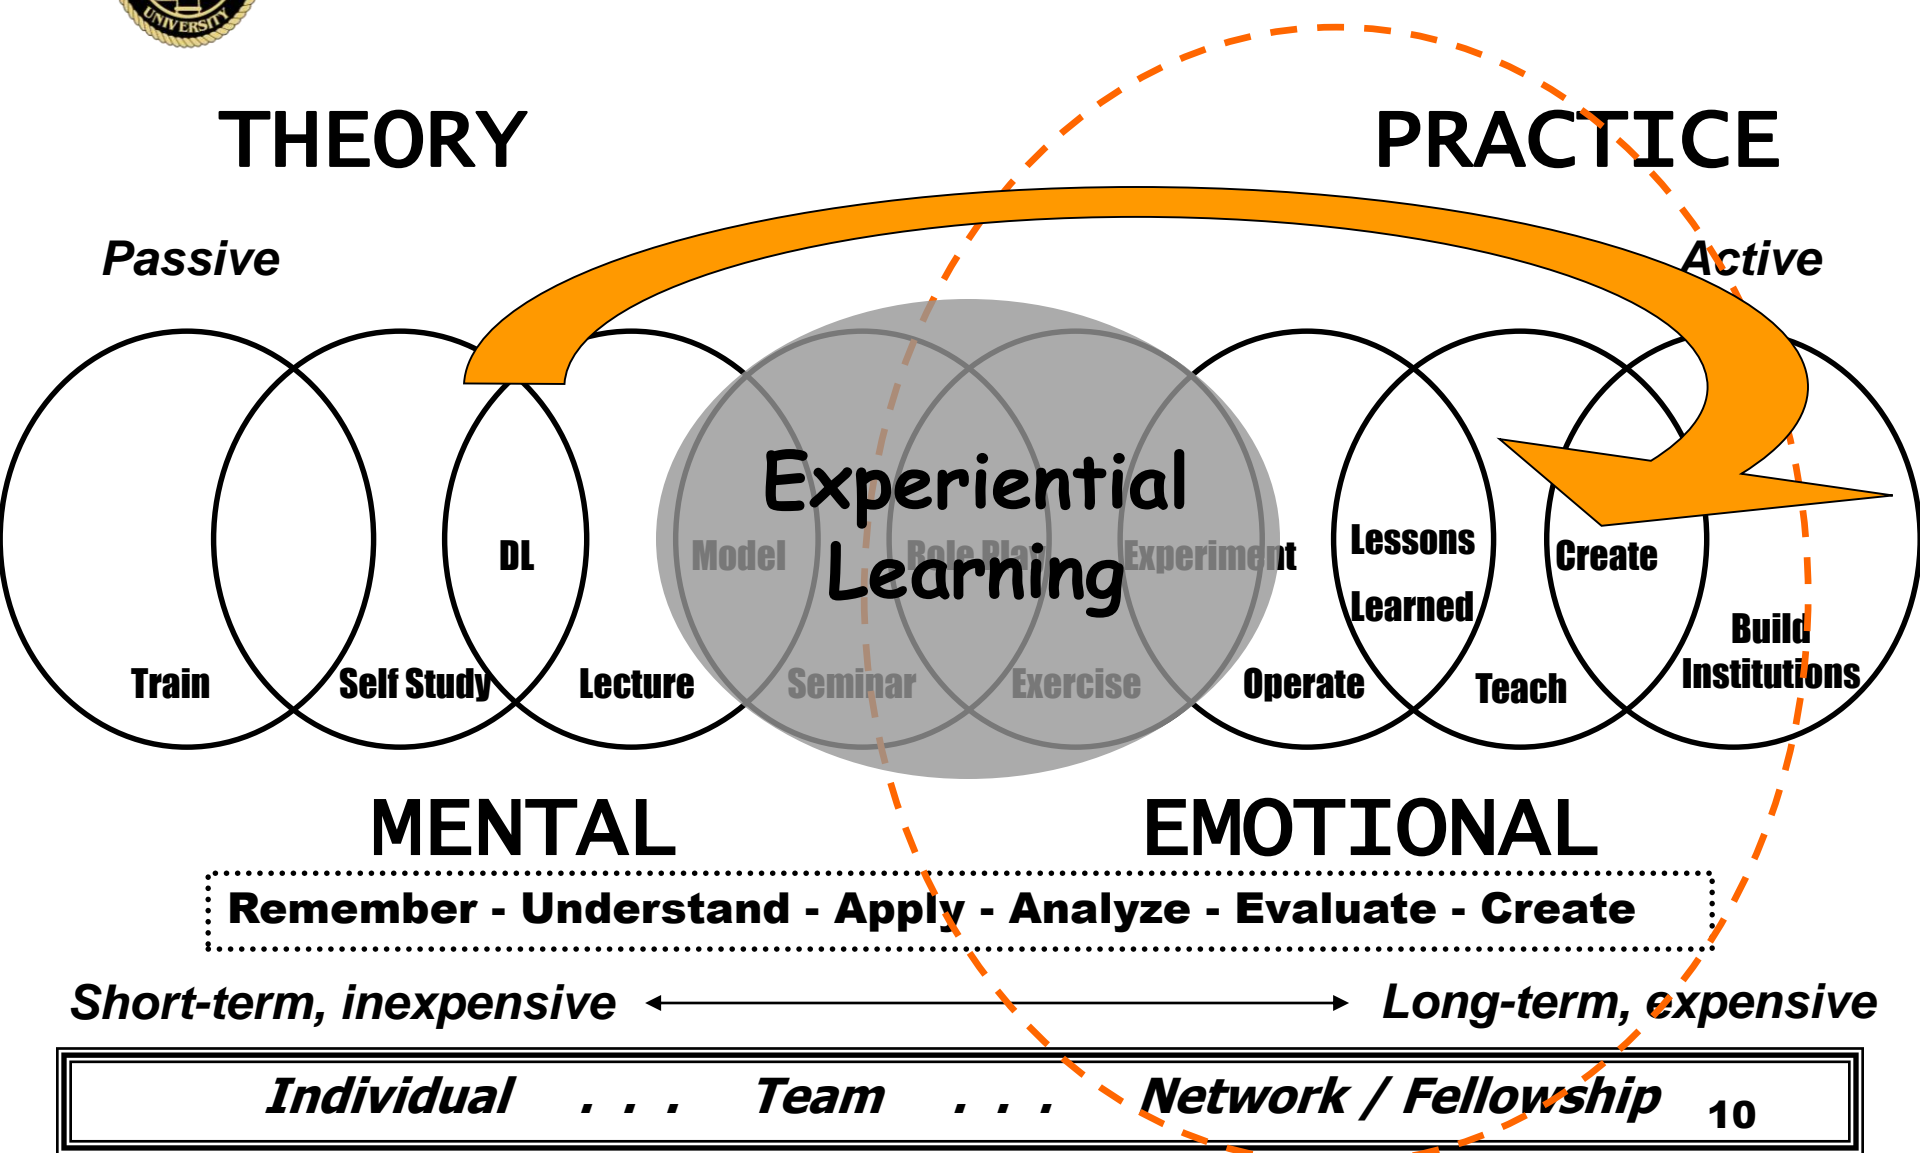 UNIVERSITY
THEORY
PRACTICE
Passive
Active
Experiential
Learning
DL
Model
Role Play
Experiment
Lessons
Learned
Create
Train
Self Study
Lecture
Seminar
Exercise
Operate
Teach
Build
Institutions
MENTAL
EMOTIONAL
Remember - Understand - Apply - Analyze - Evaluate - Create
Short-term, inexpensive
Long-term, expensive
Individual . . . Team . . . Network / Fellowship
10